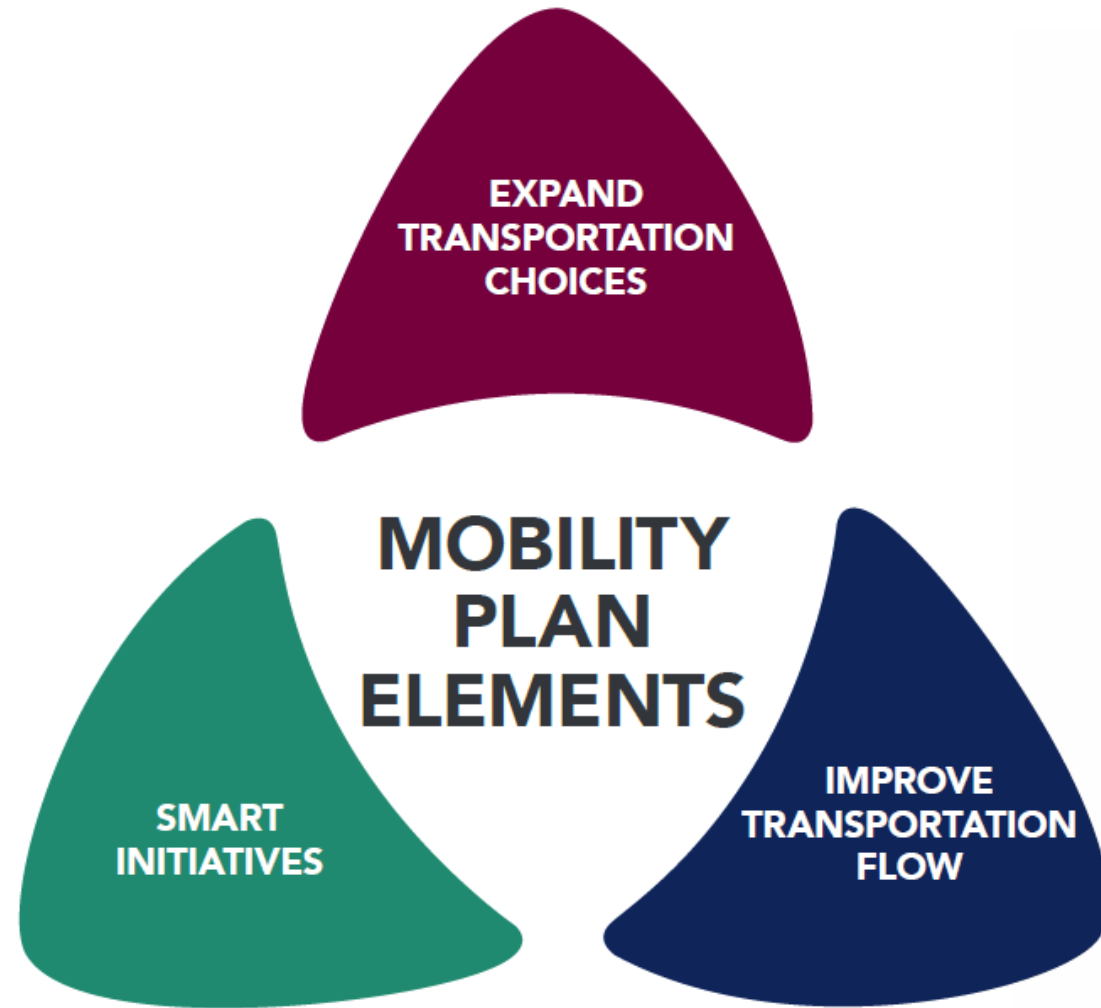 EXPAND
TRANSPORTATION
CHOICES
MOBILITY
PLAN
ELEMENTS
SMART
INITIATIVES
IMPROVE
TRANSPORTATION
FLOW